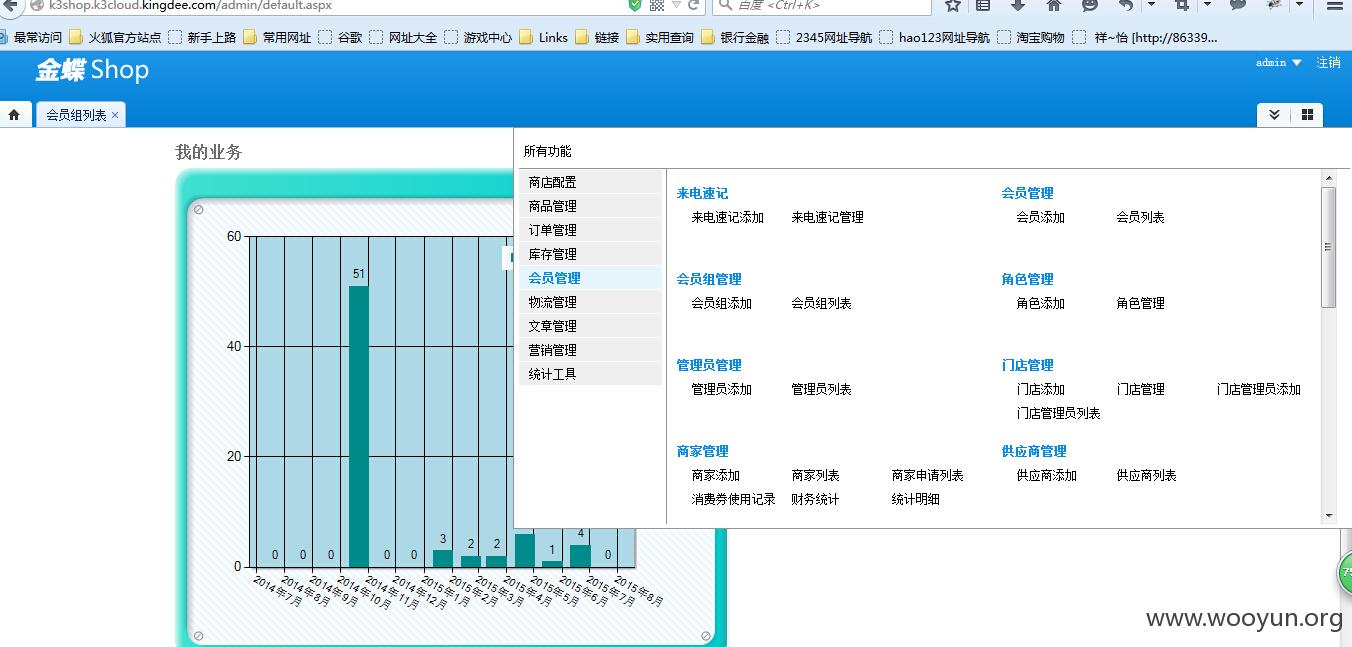 k3shop.k3cloud.kingdee.com/admin/default.aspx
百度 <Ctrl+K>
最常访问 火狐官方站点 新手上路 常用网址 谷歌 网址大全 游戏中心 Links 链接 实用查询 银行金融 2345网址导航 hao123网址导航 淘宝购物 祥~怡 [http://86339...
金蝶 Shop
admin 注销
会员组列表 ×
我的业务
所有功能
商店配置
商品管理
订单管理
库存管理
会员管理
物流管理
文章管理
营销管理
统计工具
来电速记
来电速记添加 来电速记管理
会员管理
会员添加 会员列表
会员组管理
会员组添加 会员组列表
角色管理
角色添加 角色管理
管理员管理
管理员添加 管理员列表
门店管理
门店添加 门店管理 门店管理员添加
门店管理员列表
商家管理
商家添加 商家列表 商家申请列表
消费券使用记录 财务统计 统计明细
供应商管理
供应商添加 供应商列表
60
40
20
0
0 0 0 51 0 0 3 2 2 1 4 0
2014年7月
2014年8月
2014年9月
2014年10月
2014年11月
2014年12月
2015年1月
2015年2月
2015年3月
2015年4月
2015年5月
2015年6月
2015年7月
2015年8月
www.wooyun.org